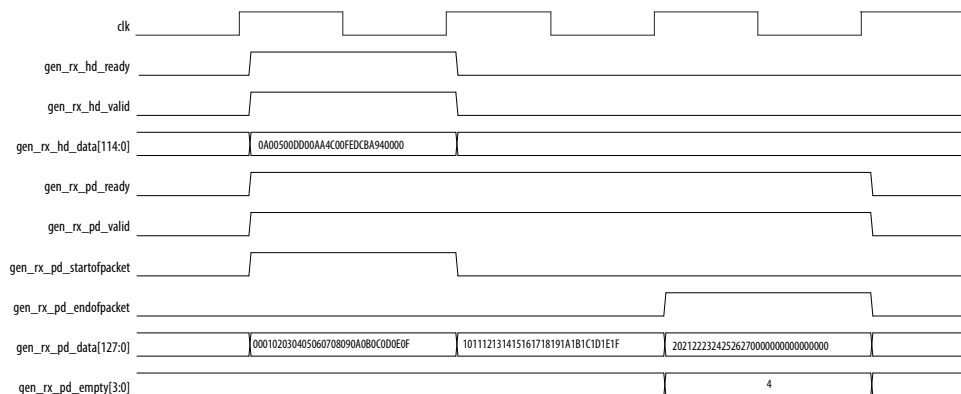 clk
gen_rx_hd_ready
gen_rx_hd_valid
gen_rx_hd_data[114:0] 0A00500DD00AA4C00FEDCBA940000
gen_rx_pd_ready
gen_rx_pd_valid
gen_rx_pd_startofpacket
gen_rx_pd_endofpacket
gen_rx_pd_data[127:0] 000102030405060708090A0B0C0D0E0F 101112131415161718191A1B1C1D1E1F 20212223242526270000000000000000
gen_rx_pd_empty[3:0] 4